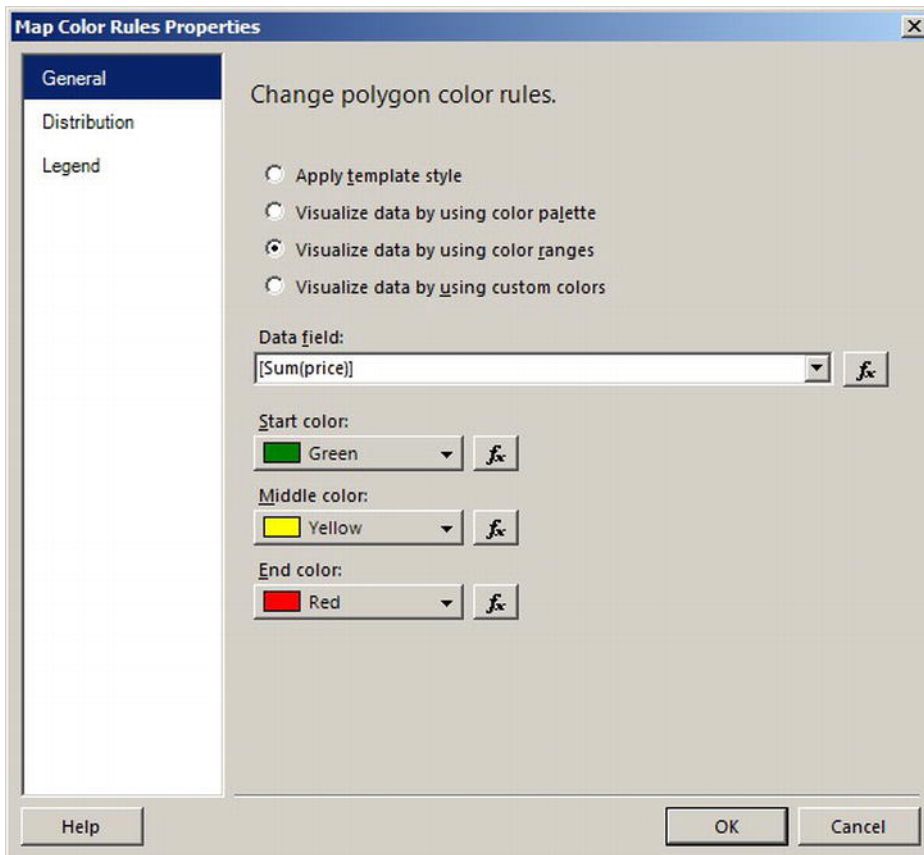 Map Color Rules Properties
General
Distribution
Legend
Change polygon color rules.
Apply template style
Visualize data by using color palette
Visualize data by using color ranges
Visualize data by using custom colors
Data field:
[Sum(price)]
fx
Start color:
Green
fx
Middle color:
Yellow
fx
End color:
Red
fx
Help
OK
Cancel